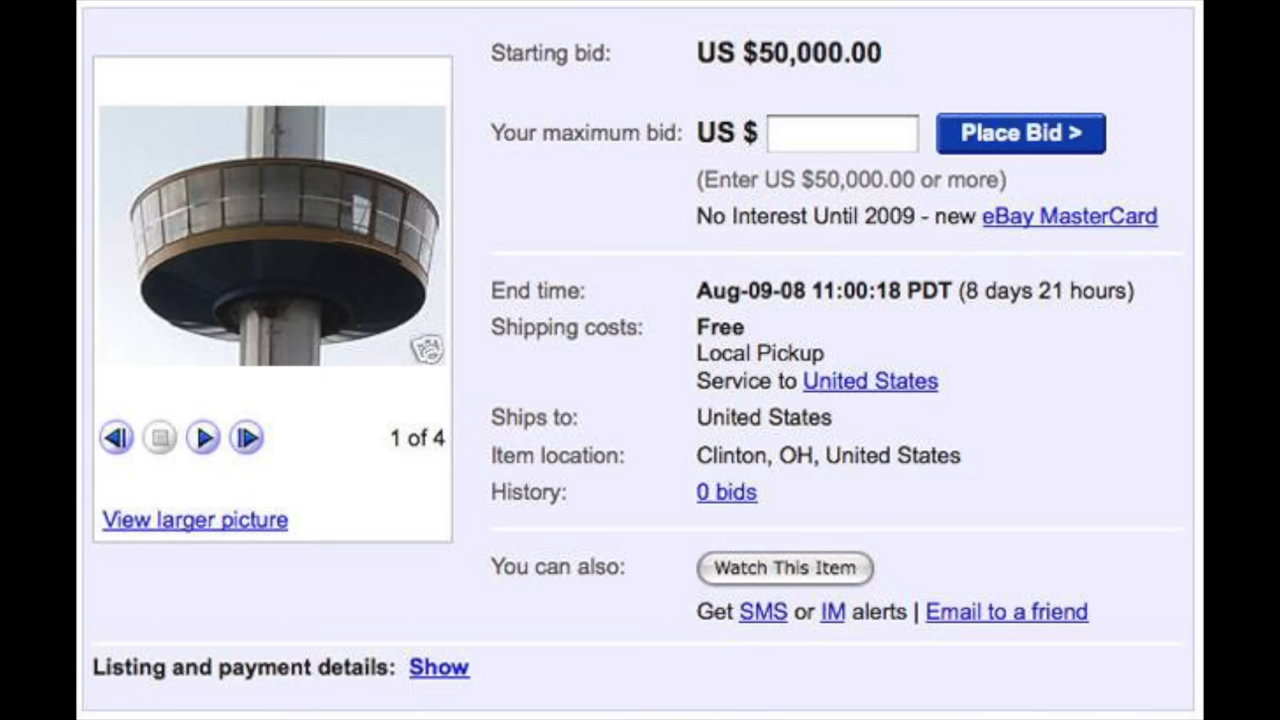 Starting bid: US $50,000.00
Your maximum bid: US $ Place Bid >
(Enter US $50,000.00 or more)
No Interest Until 2009 - new eBay MasterCard
End time: Aug-09-08 11:00:18 PDT (8 days 21 hours)
Shipping costs: Free
Local Pickup
Service to United States
Ships to: United States
1 of 4
Item location: Clinton, OH, United States
History: 0 bids
View larger picture
You can also: Watch This Item
Get SMS or IM alerts | Email to a friend
Listing and payment details: Show